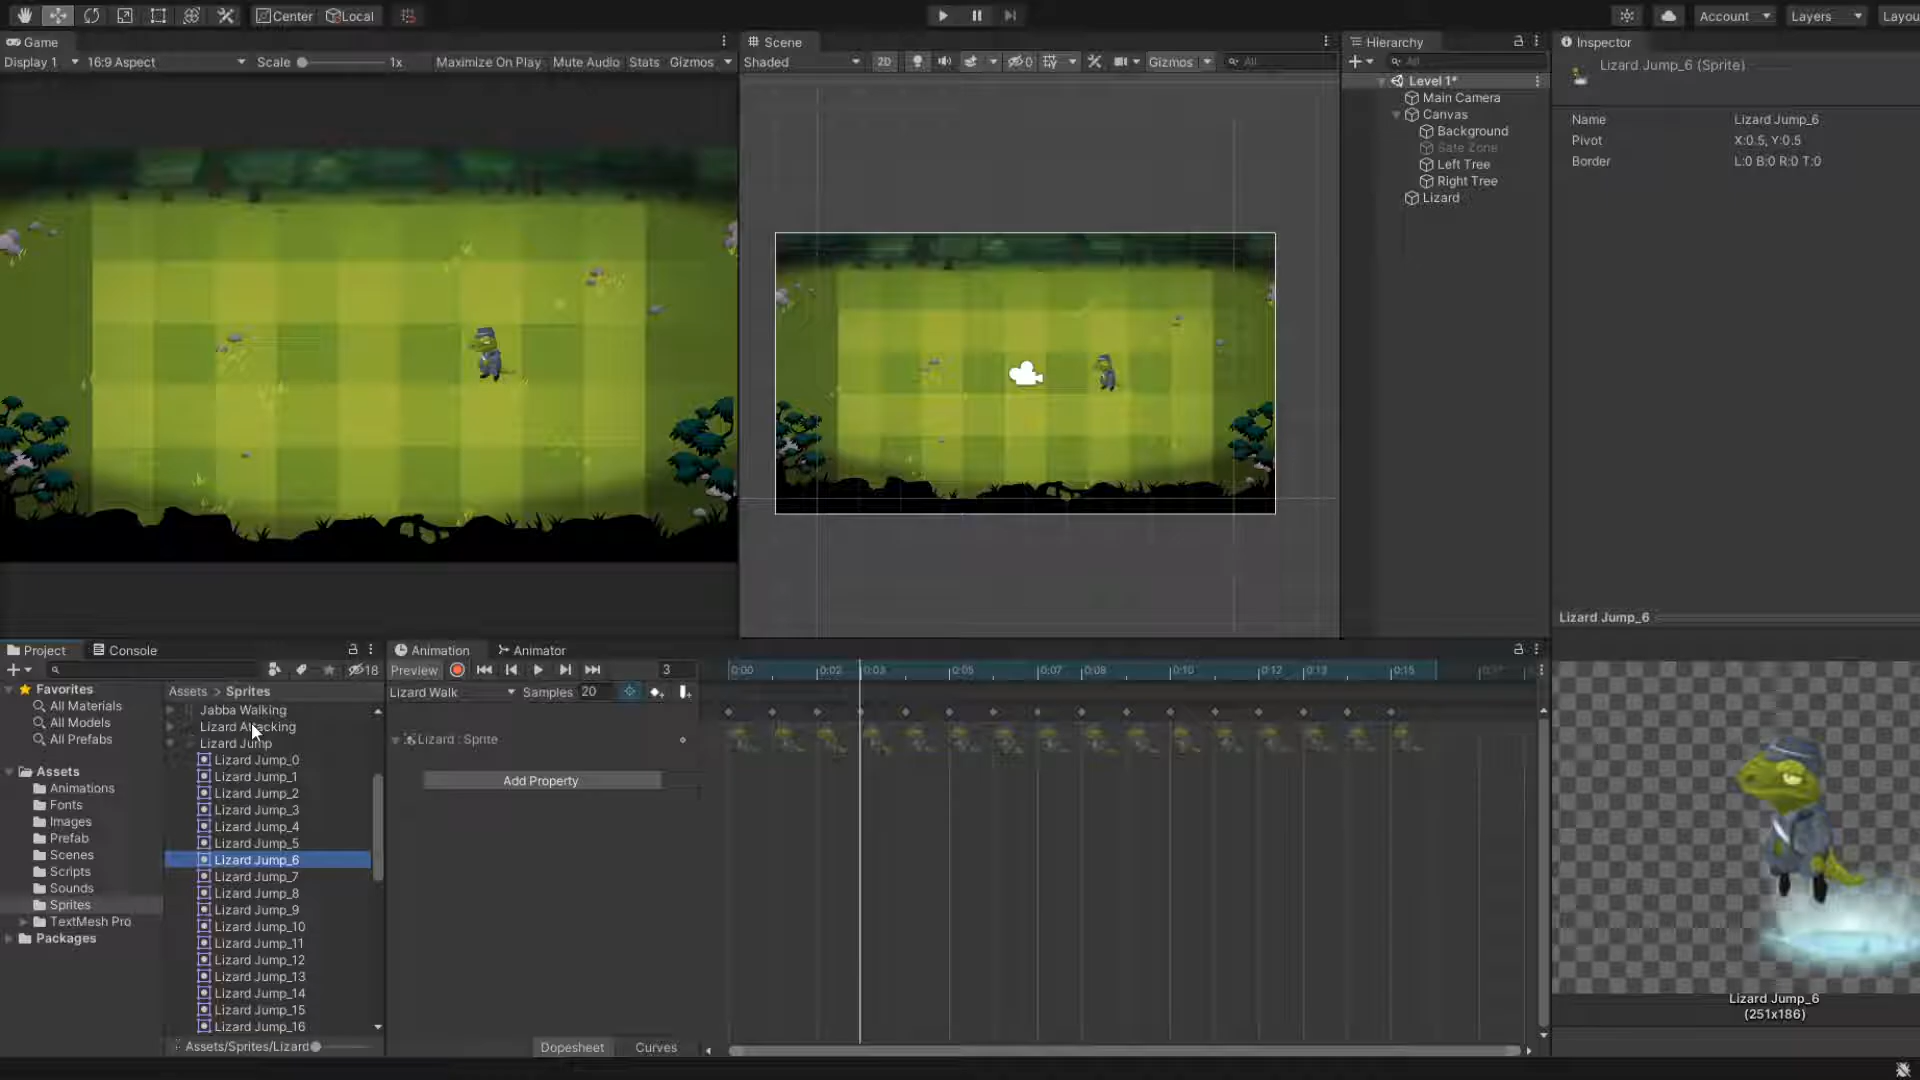 Center Local Account Layers Layou
Game
Display 1 16:9 Aspect Scale 1x Maximize On Play Mute Audio Stats Gizmos
Scene
Shaded 2D 0 Gizmos All
Hierarchy
All
Level 1*
Main Camera
Canvas
Background
Safe Zone
Left Tree
Right Tree
Lizard
Inspector
Lizard Jump_6 (Sprite)
Name Lizard Jump_6
Pivot X:0.5, Y:0.5
Border L:0 B:0 R:0 T:0
Lizard Jump_6
Lizard Jump_6
(251x186)
Project Console
18
Favorites
All Materials
All Models
All Prefabs
Assets
Animations
Fonts
Images
Prefab
Scenes
Scripts
Sounds
Sprites
TextMesh Pro
Packages
Assets > Sprites
Jabba Walking
Lizard Attacking
Lizard Jump
Lizard Jump_0
Lizard Jump_1
Lizard Jump_2
Lizard Jump_3
Lizard Jump_4
Lizard Jump_5
Lizard Jump_6
Lizard Jump_7
Lizard Jump_8
Lizard Jump_9
Lizard Jump_10
Lizard Jump_11
Lizard Jump_12
Lizard Jump_13
Lizard Jump_14
Lizard Jump_15
Lizard Jump_16
Assets/Sprites/Lizard
Animation Animator
Preview 3
0:00 0:02 0:03 0:05 0:07 0:08 0:10 0:12 0:13 0:15
Lizard Walk Samples 20
Lizard : Sprite
Add Property
Dopesheet Curves